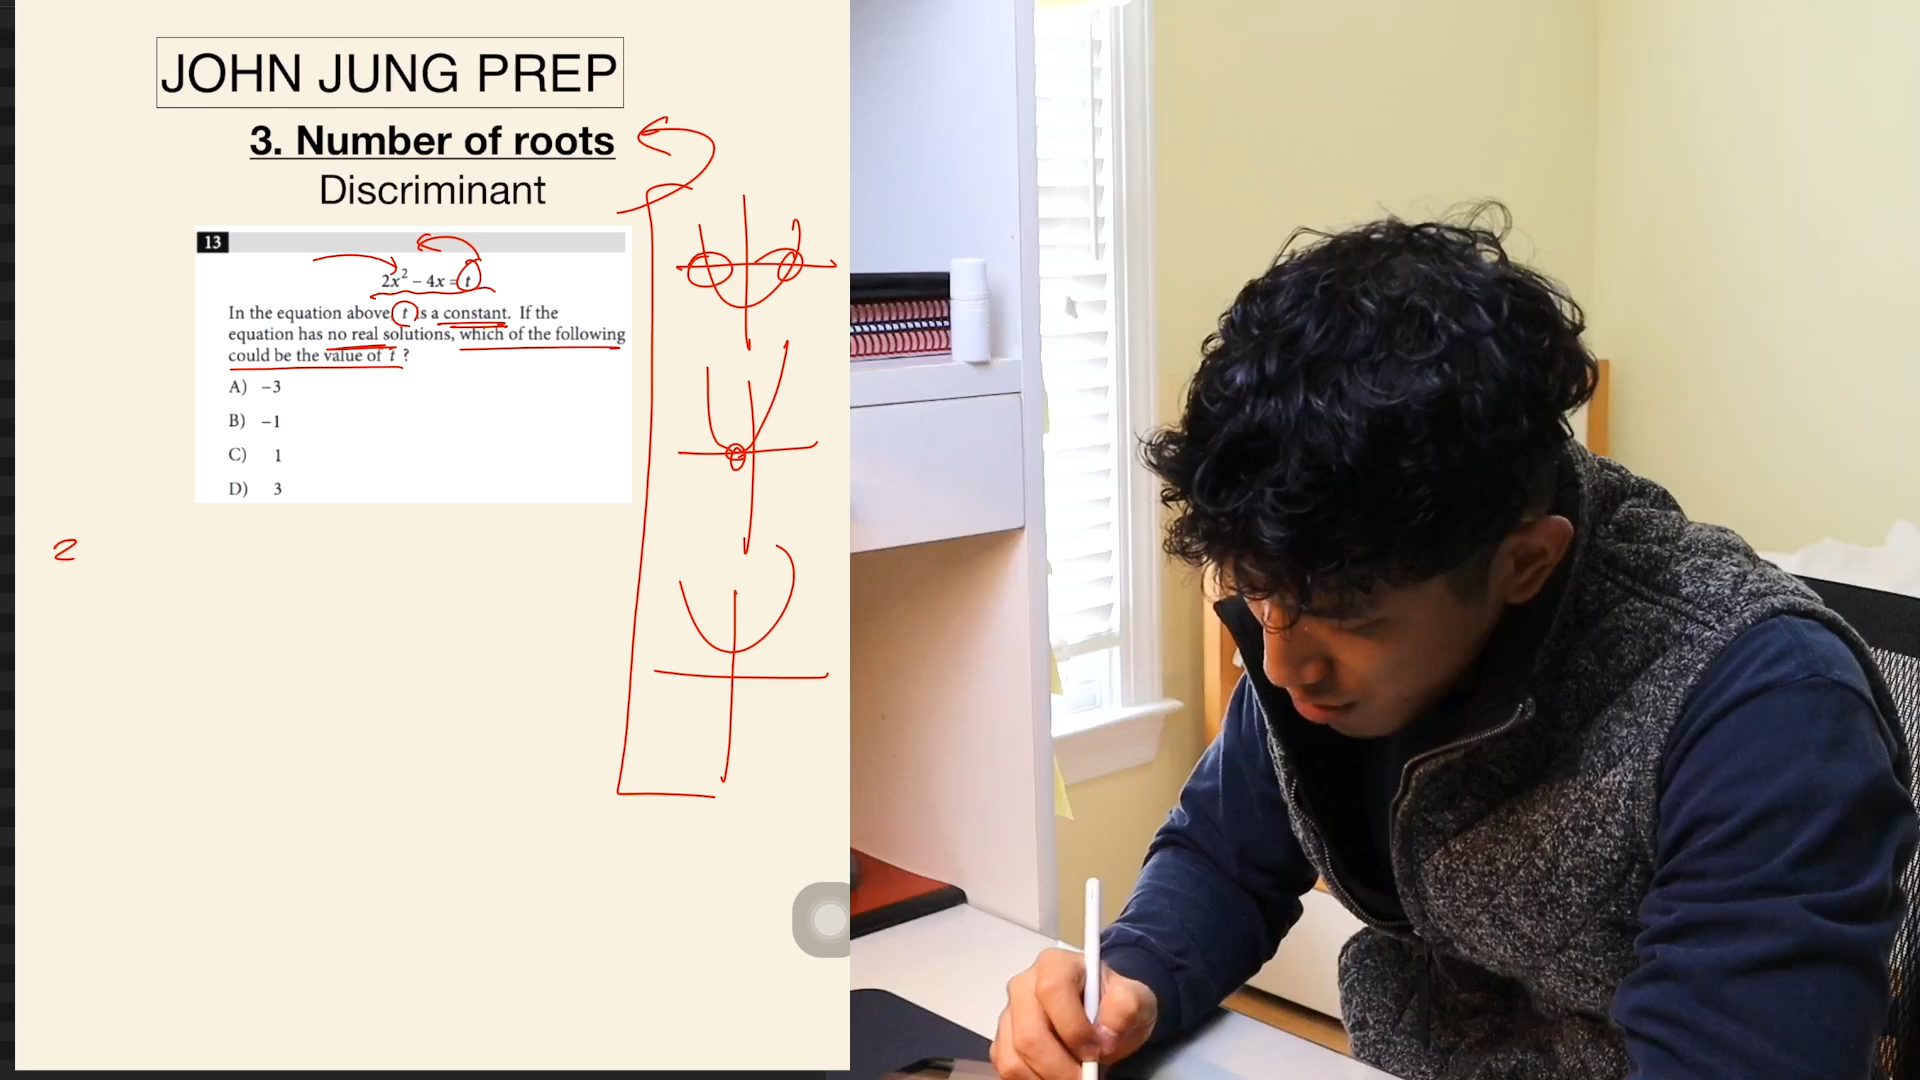 JOHN JUNG PREP
3. Number of roots
Discriminant
13
2x² – 4x = t
In the equation above t is a constant. If the
equation has no real solutions, which of the following
could be the value of t ?
A) –3
B) –1
C) 1
D) 3
2